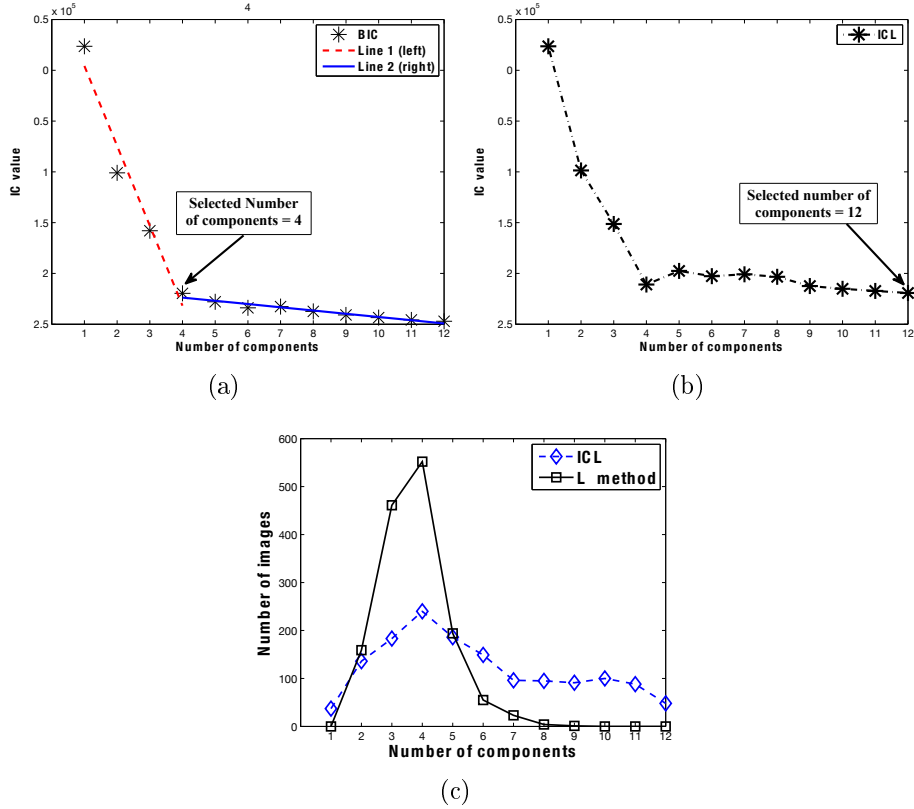 0.5 x 10^5
4
0
0.5
1
1.5
2
2.5
IC value
BIC
Line 1 (left)
Line 2 (right)
Selected Number
of components = 4
1 2 3 4 5 6 7 8 9 10 11 12
Number of components
(a)
0.5 x 10^5
0
0.5
1
1.5
2
2.5
IC value
ICL
Selected number of
components = 12
1 2 3 4 5 6 7 8 9 10 11 12
Number of components
(b)
600
500
400
300
200
100
0
Number of images
ICL
L method
1 2 3 4 5 6 7 8 9 10 11 12
Number of components
(c)